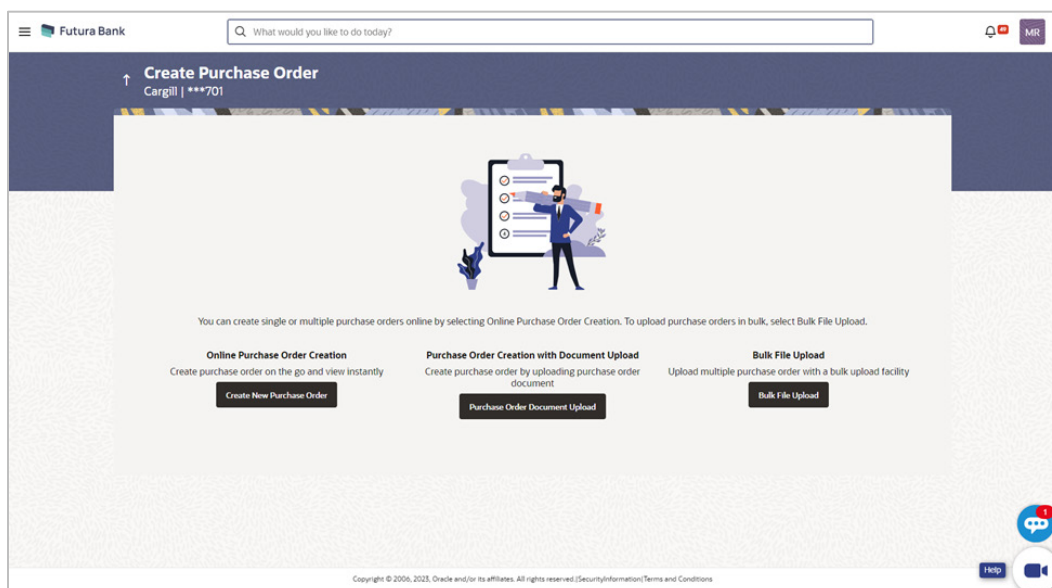 Futura Bank
What would you like to do today?
49
MR
Create Purchase Order
Cargill | ***701
You can create single or multiple purchase orders online by selecting Online Purchase Order Creation. To upload purchase orders in bulk, select Bulk File Upload.
Online Purchase Order Creation
Create purchase order on the go and view instantly
Create New Purchase Order
Purchase Order Creation with Document Upload
Create purchase order by uploading purchase order
document
Purchase Order Document Upload
Bulk File Upload
Upload multiple purchase order with a bulk upload facility
Bulk File Upload
1
Help
Copyright © 2006, 2023, Oracle and/or its affiliates. All rights reserved.|SecurityInformation|Terms and Conditions